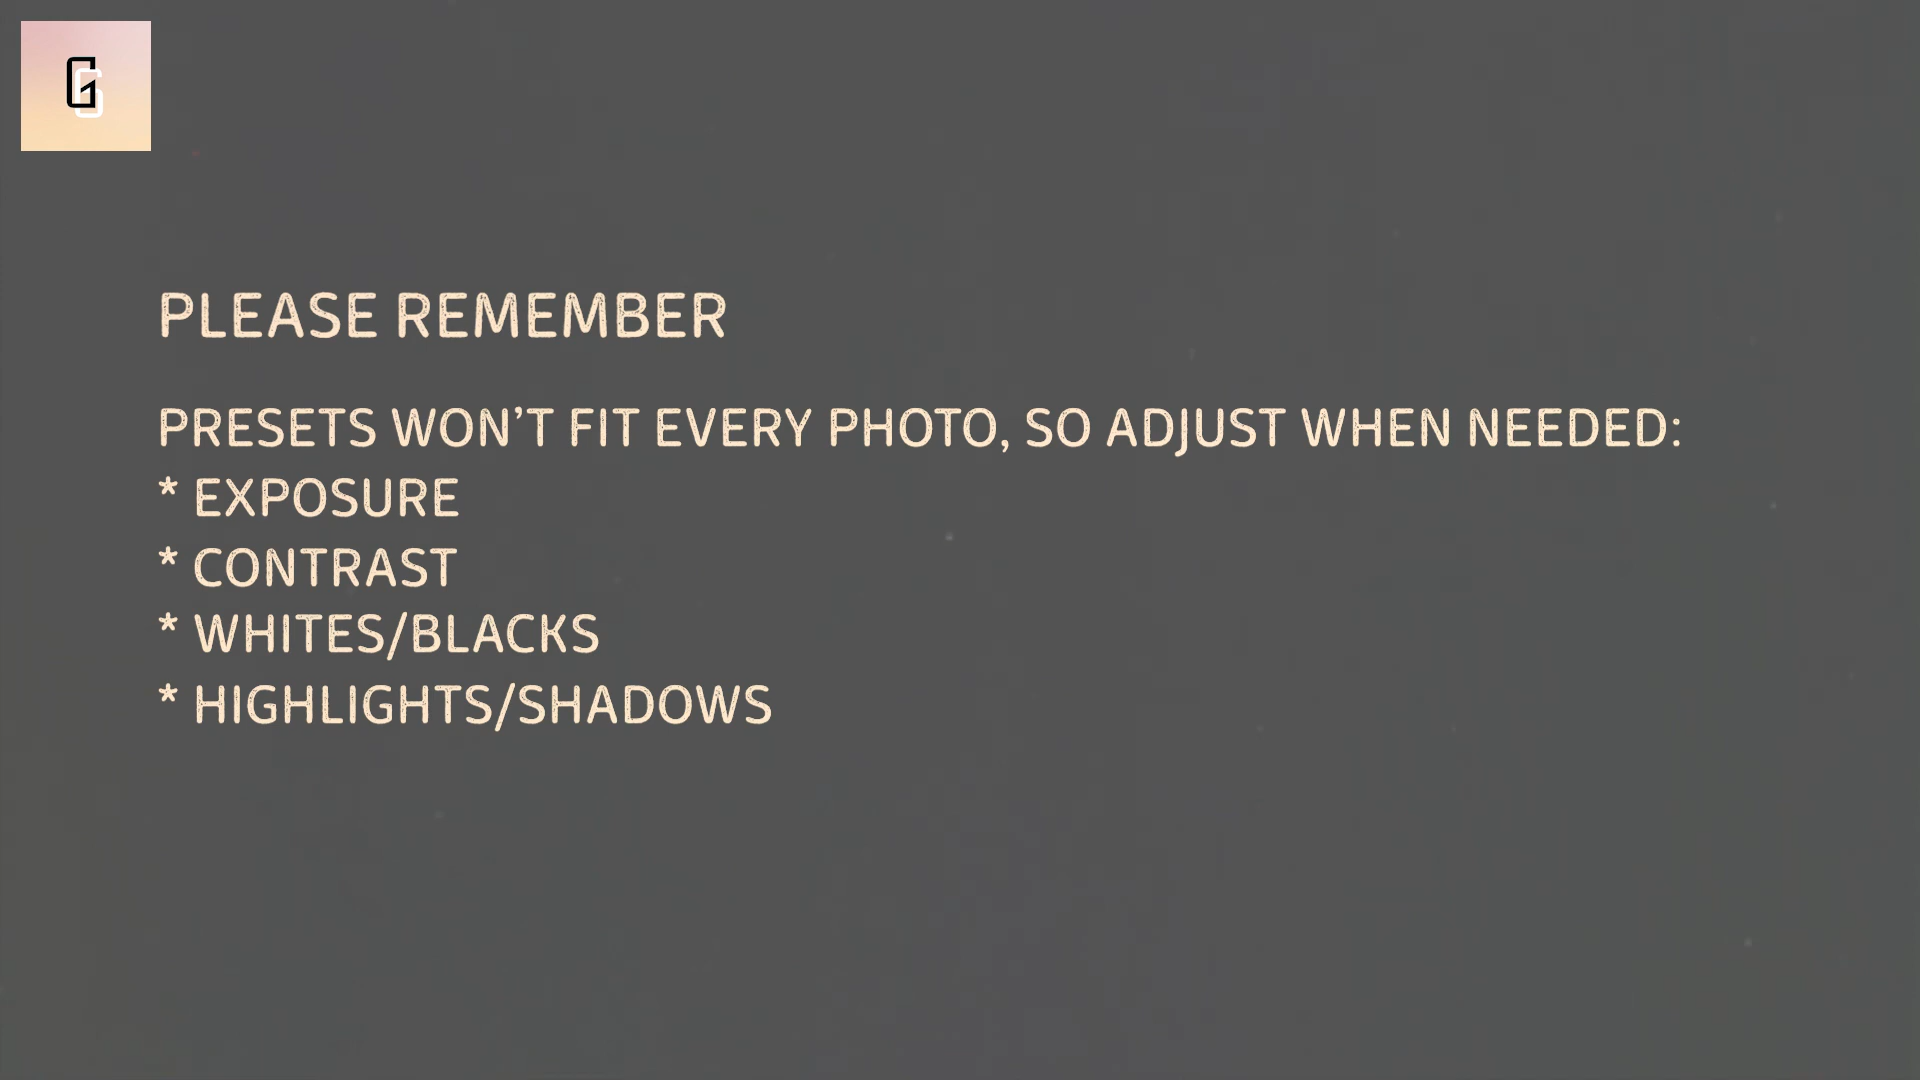 G
PLEASE REMEMBER
PRESETS WON’T FIT EVERY PHOTO, SO ADJUST WHEN NEEDED:
* EXPOSURE
* CONTRAST
* WHITES/BLACKS
* HIGHLIGHTS/SHADOWS